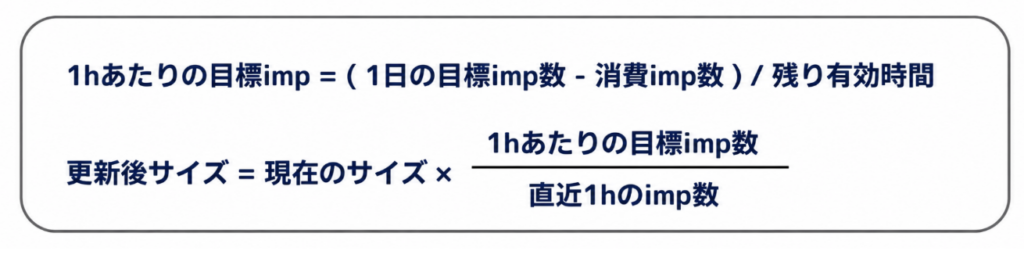 1hあたりの目標imp = ( 1日の目標imp数 - 消費imp数 ) / 残り有効時間
1hあたりの目標imp数
更新後サイズ = 現在のサイズ ×
直近1hのimp数